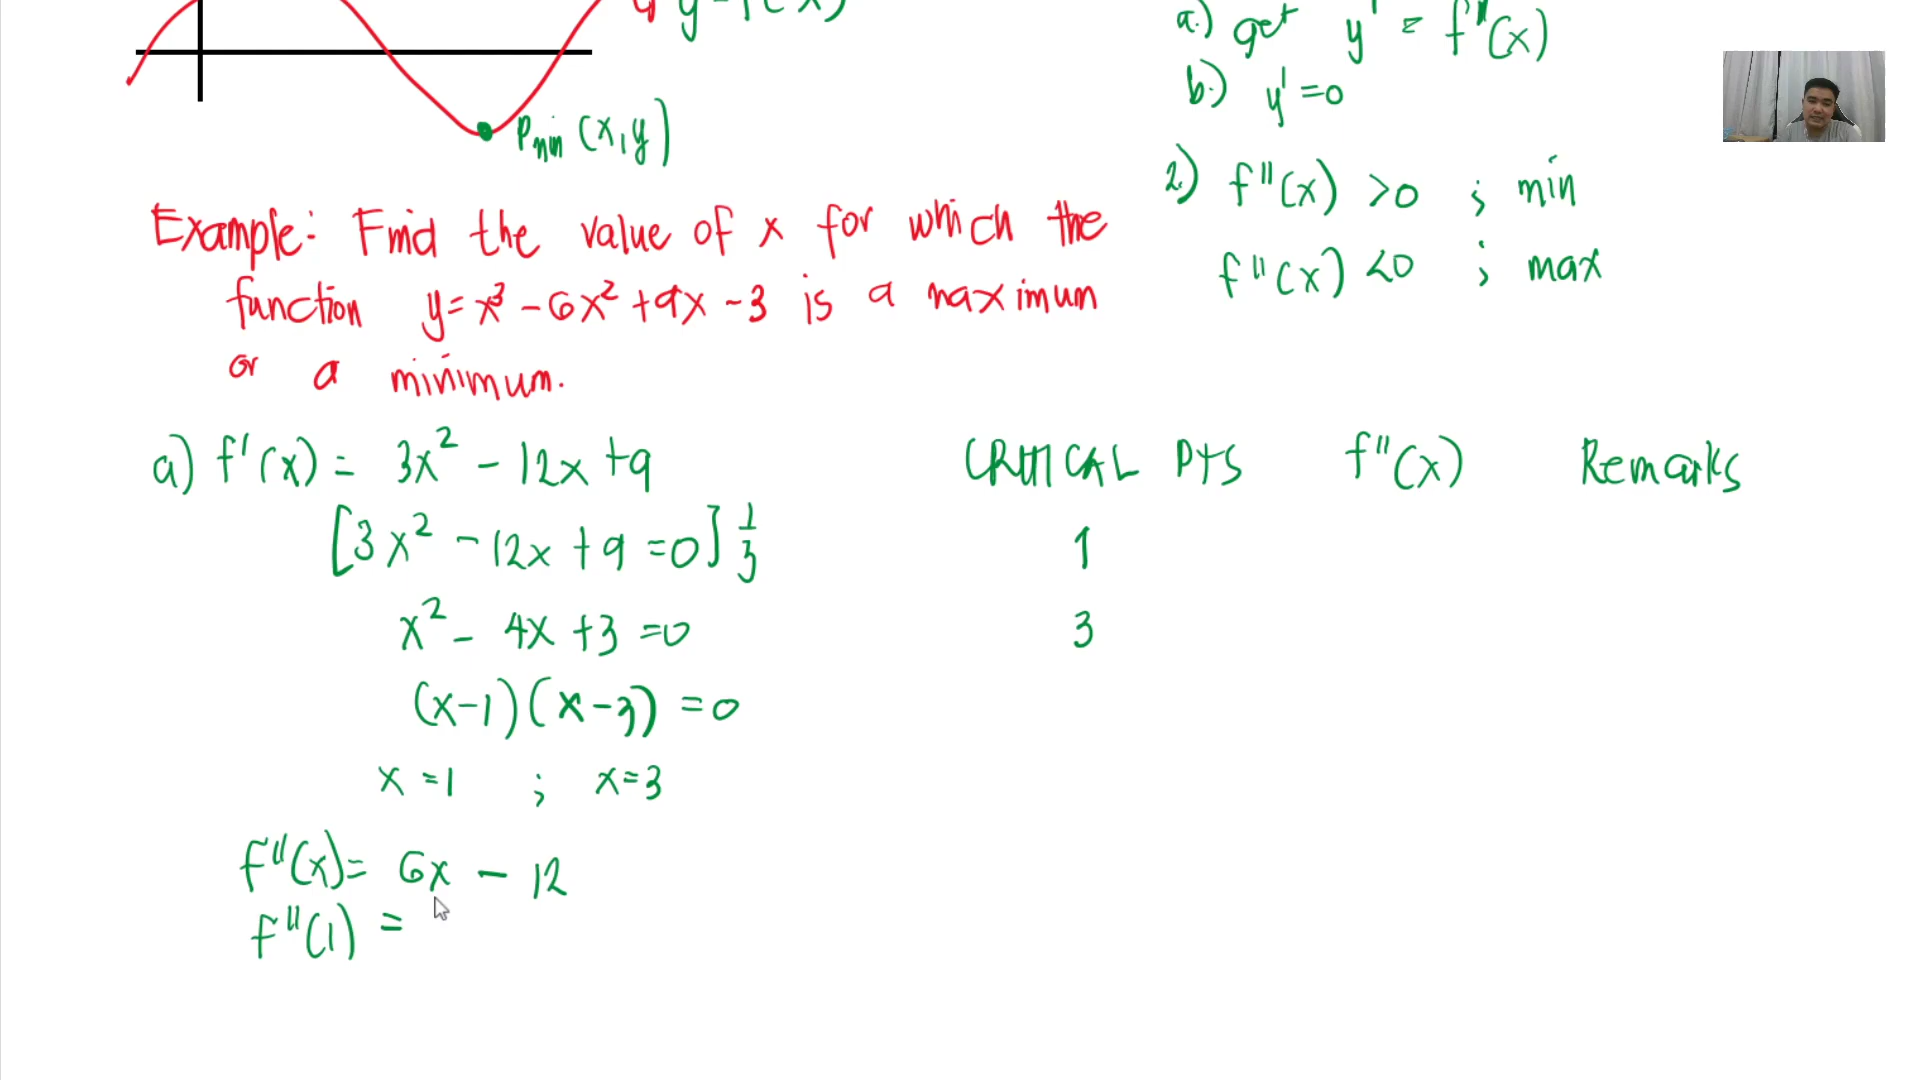 y = f(x)
Pmin (x,y)
a.) get y' = f'(x)
b.) y' = 0
2.) f''(x) >0 ; min
f''(x) <0 ; max
Example: Find the value of x for which the
function y = x³ - 6x² + 9x - 3 is a maximum
or a minimum.
a) f'(x) = 3x² - 12x + 9
[3x² - 12x + 9 = 0] 1/3
x² - 4x + 3 = 0
(x-1)(x-3) = 0
x = 1 ; x = 3
f''(x) = 6x - 12
f''(1) =
CRITICAL PTS f''(x) Remarks
1
3